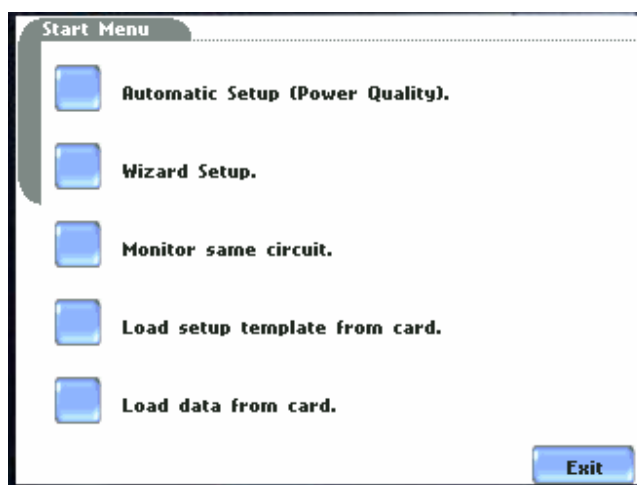 Start Menu
Automatic Setup (Power Quality).
Wizard Setup.
Monitor same circuit.
Load setup template from card.
Load data from card.
Exit